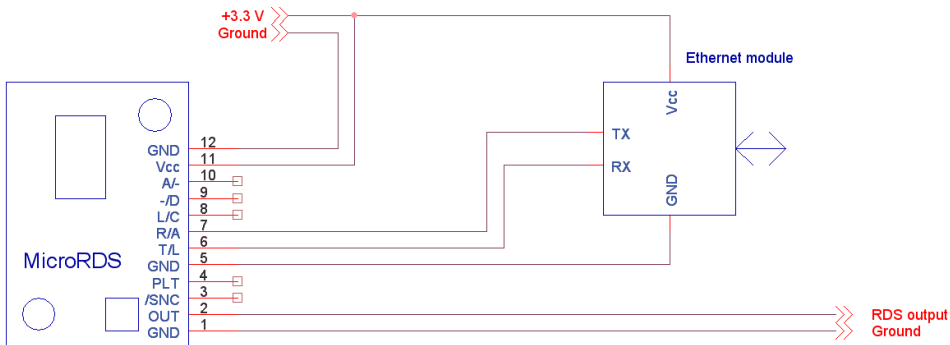 +3.3 V
Ground
Ethernet module
Vcc
TX
RX
GND
MicroRDS
GND 12
Vcc 11
A/- 10
-/D 9
L/C 8
R/A 7
T/L 6
GND 5
PLT 4
/SNC 3
OUT 2
GND 1
RDS output
Ground